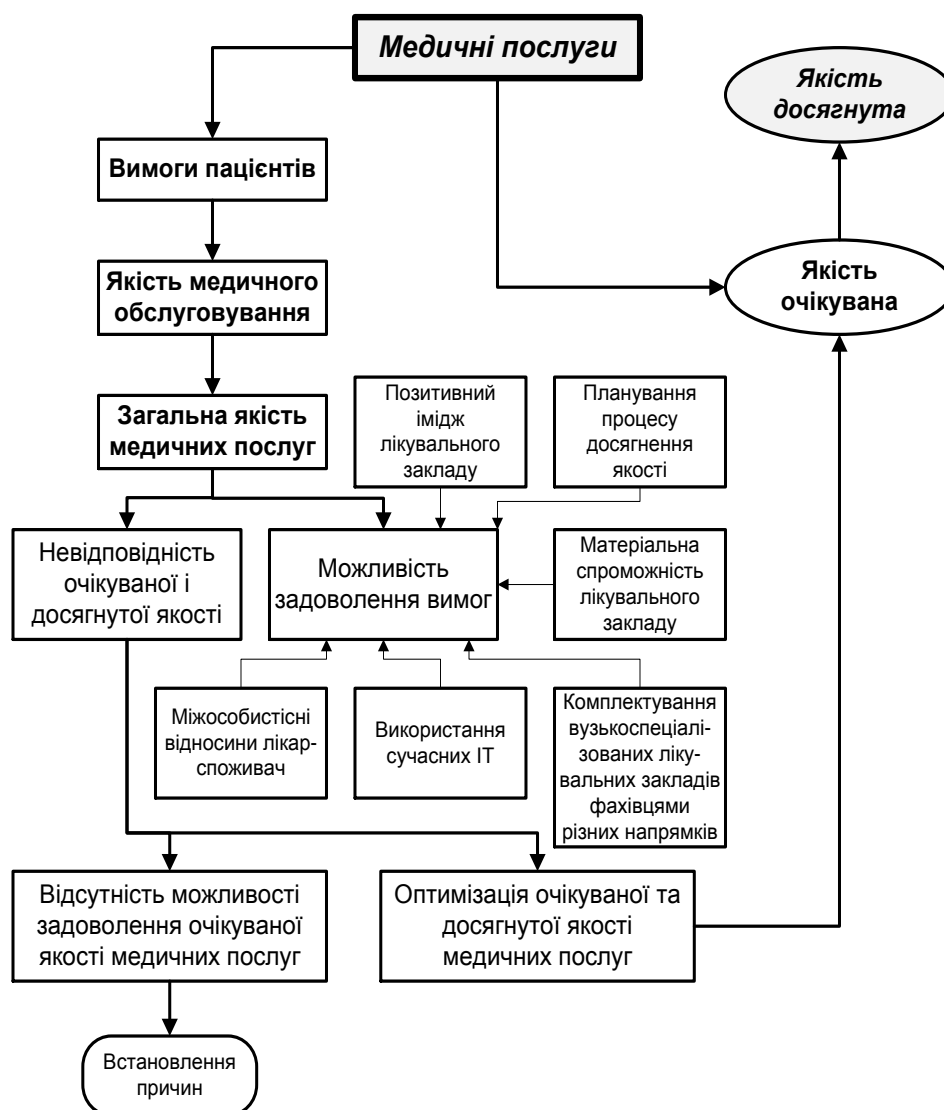 Медичні послуги
Якість
досягнута
Вимоги пацієнтів
Якість медичного
обслуговування
Якість
очікувана
Загальна якість
медичних послуг
Позитивний
імідж
лікувального
закладу
Планування
процесу
досягнення
якості
Невідповідність
очікуваної і
досягнутої якості
Можливість
задоволення вимог
Матеріальна
спроможність
лікувального
закладу
Міжособистісні
відносини лікар-
споживач
Використання
сучасних ІТ
Комплектування
вузькоспеціалі-
зованих ліку-
вальних закладів
фахівцями
різних напрямків
Відсутність можливості
задоволення очікуваної
якості медичних послуг
Оптимізація очікуваної та
досягнутої якості
медичних послуг
Встановлення
причин